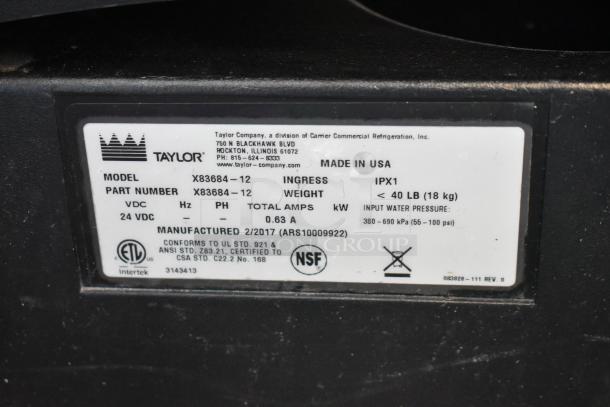 Taylor Company, a division of Carrier Commercial Refrigeration, Inc.
750 N BLACKHAWK BLVD
ROCKTON, ILLINOIS 61072
PH: 815-624-8333
www.taylor-company.com
TAYLOR
MADE IN USA
MODEL X83684-12 INGRESS IPX1
PART NUMBER X83684-12 WEIGHT < 40 LB (18 kg)
VDC Hz PH TOTAL AMPS kW INPUT WATER PRESSURE:
24 VDC – – 0.63 A 380-690 kPa (55-100 psi)
MANUFACTURED 2/2017 (ARS10009922)
CONFORMS TO UL STD. 921 &
ANSI STD. Z83.21, CERTIFIED TO
CSA STD. C22.2 No. 168
ETL
Intertek
3143413
NSF
GROUP